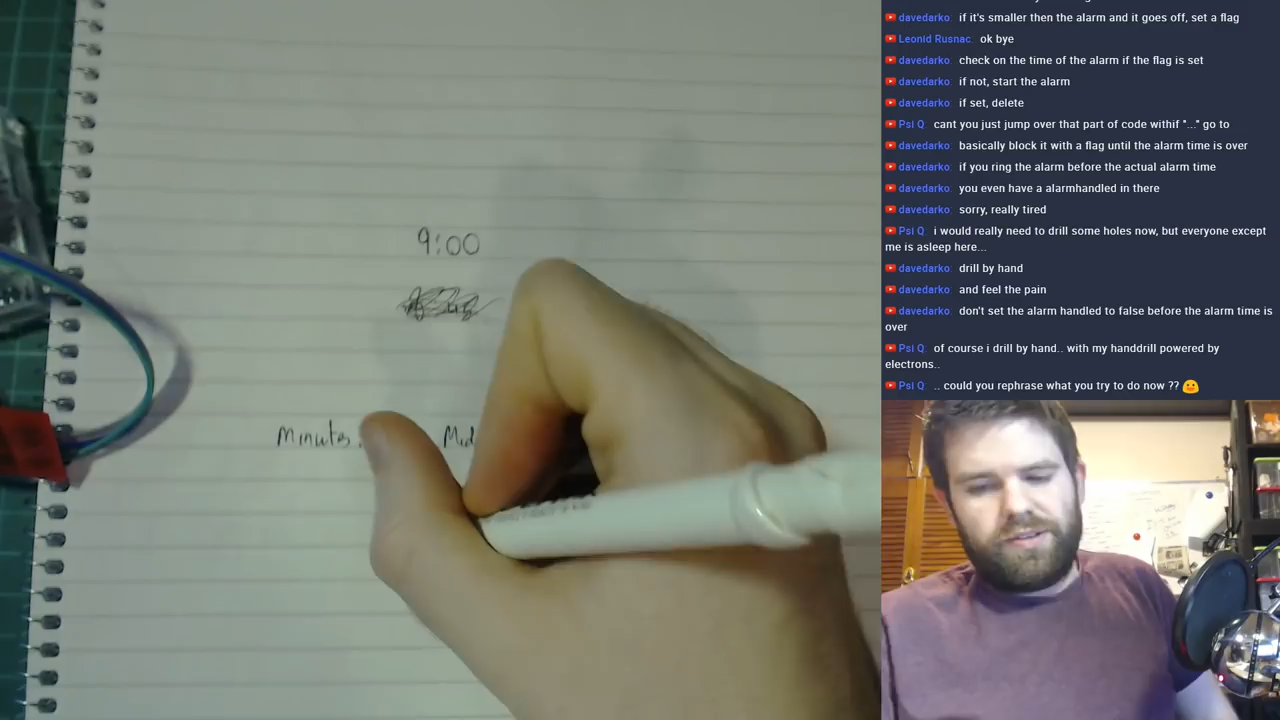 davedarko: if it's smaller then the alarm and it goes off, set a flag
Leonid Rusnac: ok bye
davedarko: check on the time of the alarm if the flag is set
davedarko: if not, start the alarm
davedarko: if set, delete
Psi Q: cant you just jump over that part of code withif "..." go to
davedarko: basically block it with a flag until the alarm time is over
davedarko: if you ring the alarm before the actual alarm time
davedarko: you even have a alarmhandled in there
davedarko: sorry, really tired
Psi Q: i would really need to drill some holes now, but everyone except
me is asleep here...
davedarko: drill by hand
davedarko: and feel the pain
davedarko: don't set the alarm handled to false before the alarm time is
over
Psi Q: of course i drill by hand.. with my handdrill powered by
electrons..
Psi Q: .. could you rephrase what you try to do now ??
9:00
Minutes Mid